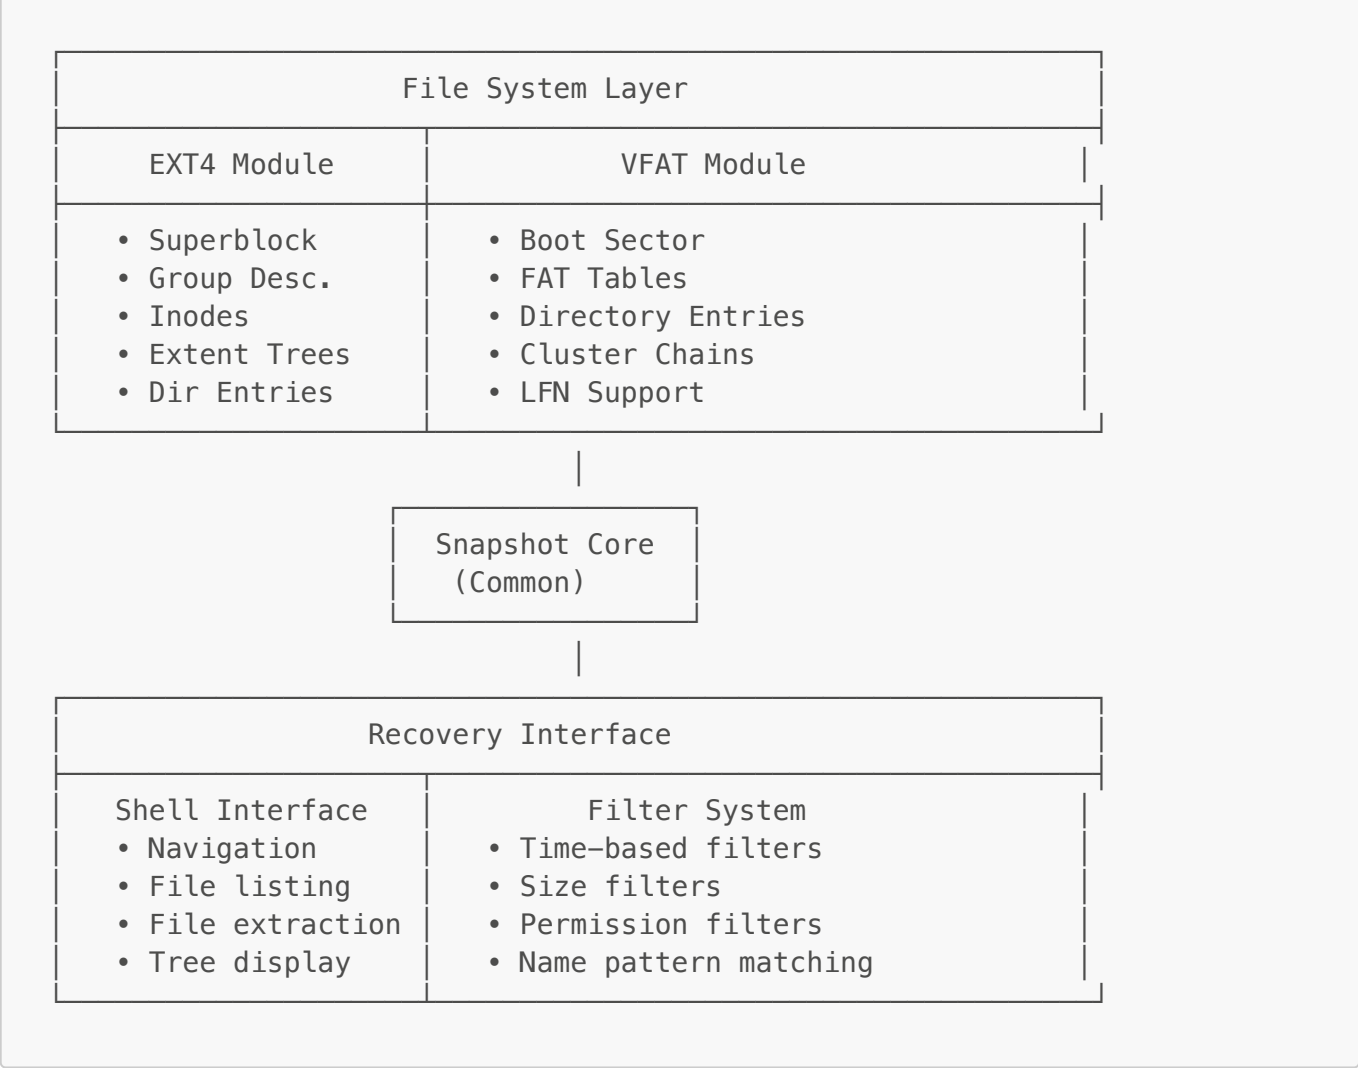 File System Layer
EXT4 Module VFAT Module
• Superblock • Boot Sector
• Group Desc. • FAT Tables
• Inodes • Directory Entries
• Extent Trees • Cluster Chains
• Dir Entries • LFN Support
Snapshot Core
(Common)
Recovery Interface
Shell Interface Filter System
• Navigation • Time–based filters
• File listing • Size filters
• File extraction • Permission filters
• Tree display • Name pattern matching